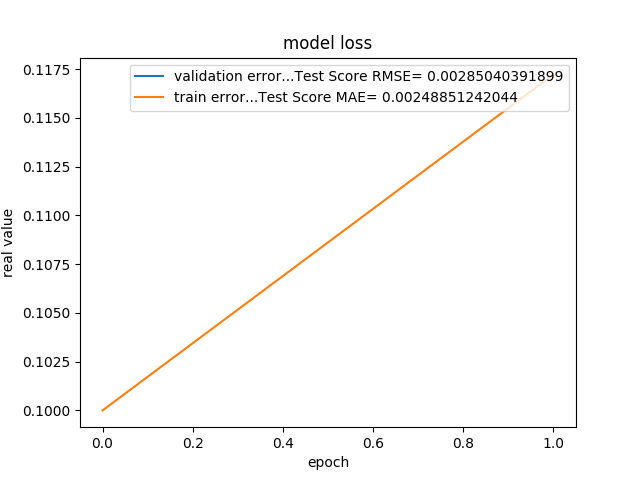 model loss
validation error...Test Score RMSE= 0.00285040391899
train error...Test Score MAE= 0.00248851242044
real value
0.1175
0.1150
0.1125
0.1100
0.1075
0.1050
0.1025
0.1000
0.0 0.2 0.4 0.6 0.8 1.0
epoch